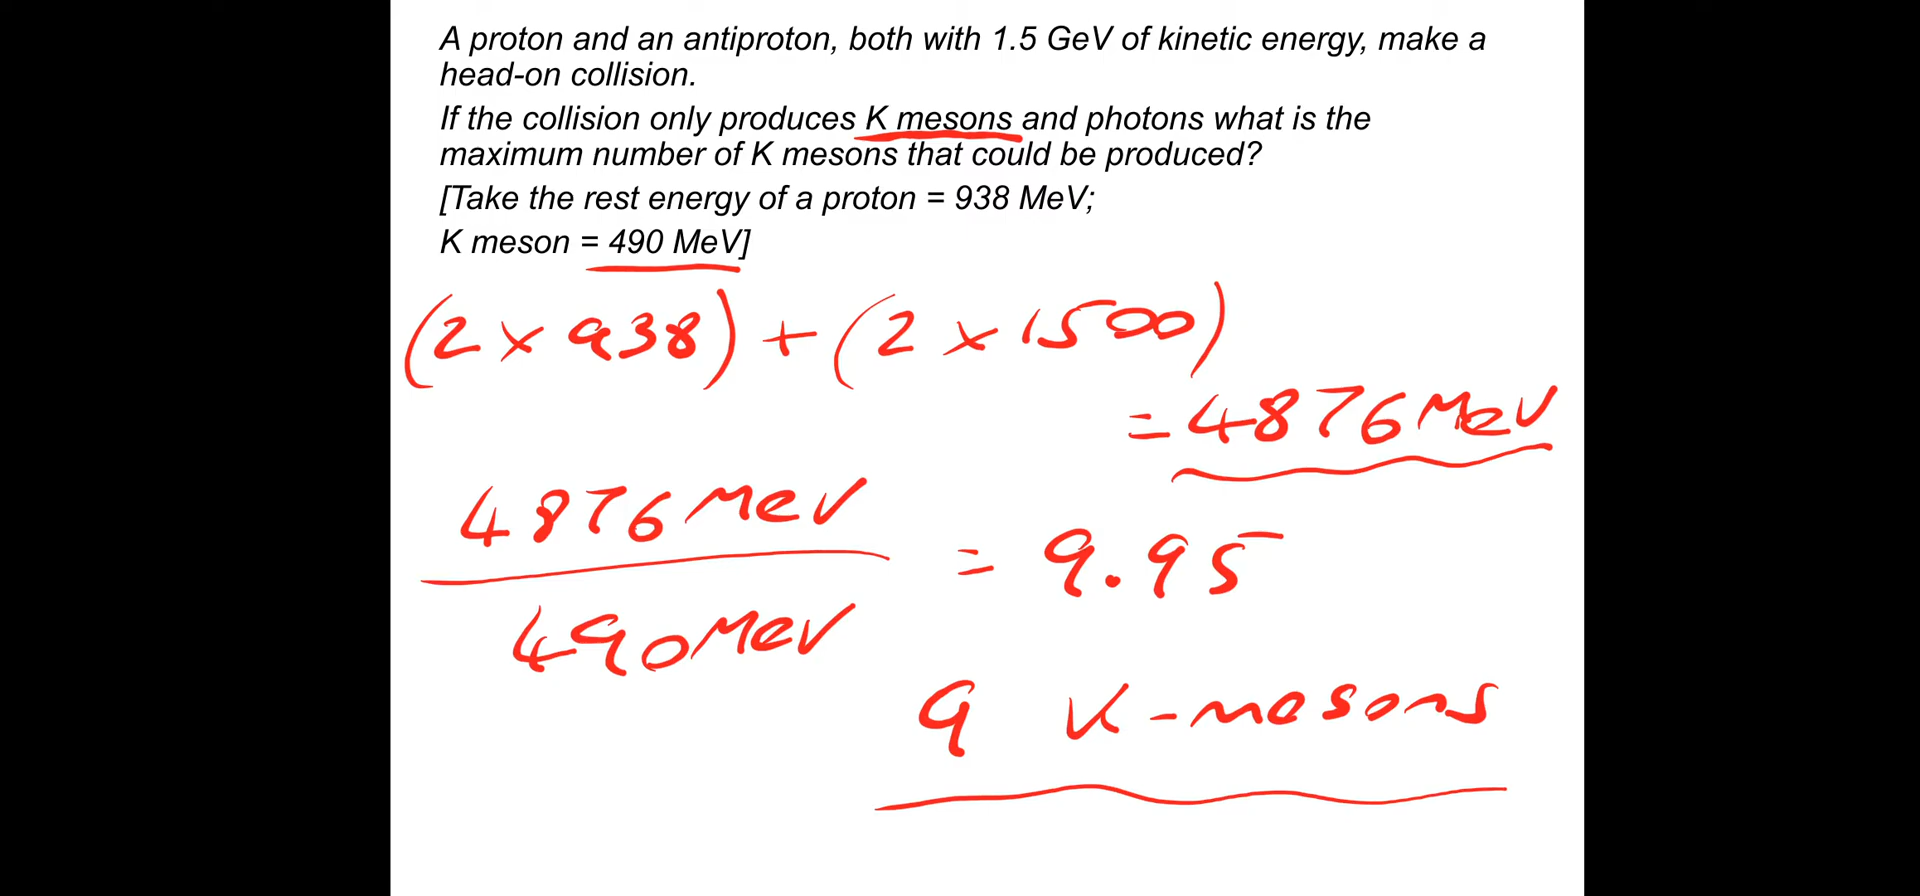 A proton and an antiproton, both with 1.5 GeV of kinetic energy, make a
head-on collision.
If the collision only produces K mesons and photons what is the
maximum number of K mesons that could be produced?
[Take the rest energy of a proton = 938 MeV;
K meson = 490 MeV]
(2 × 938) + (2 × 1500)
= 4876 MeV
4876 MeV
= 9.95
490 MeV
9 K-mesons